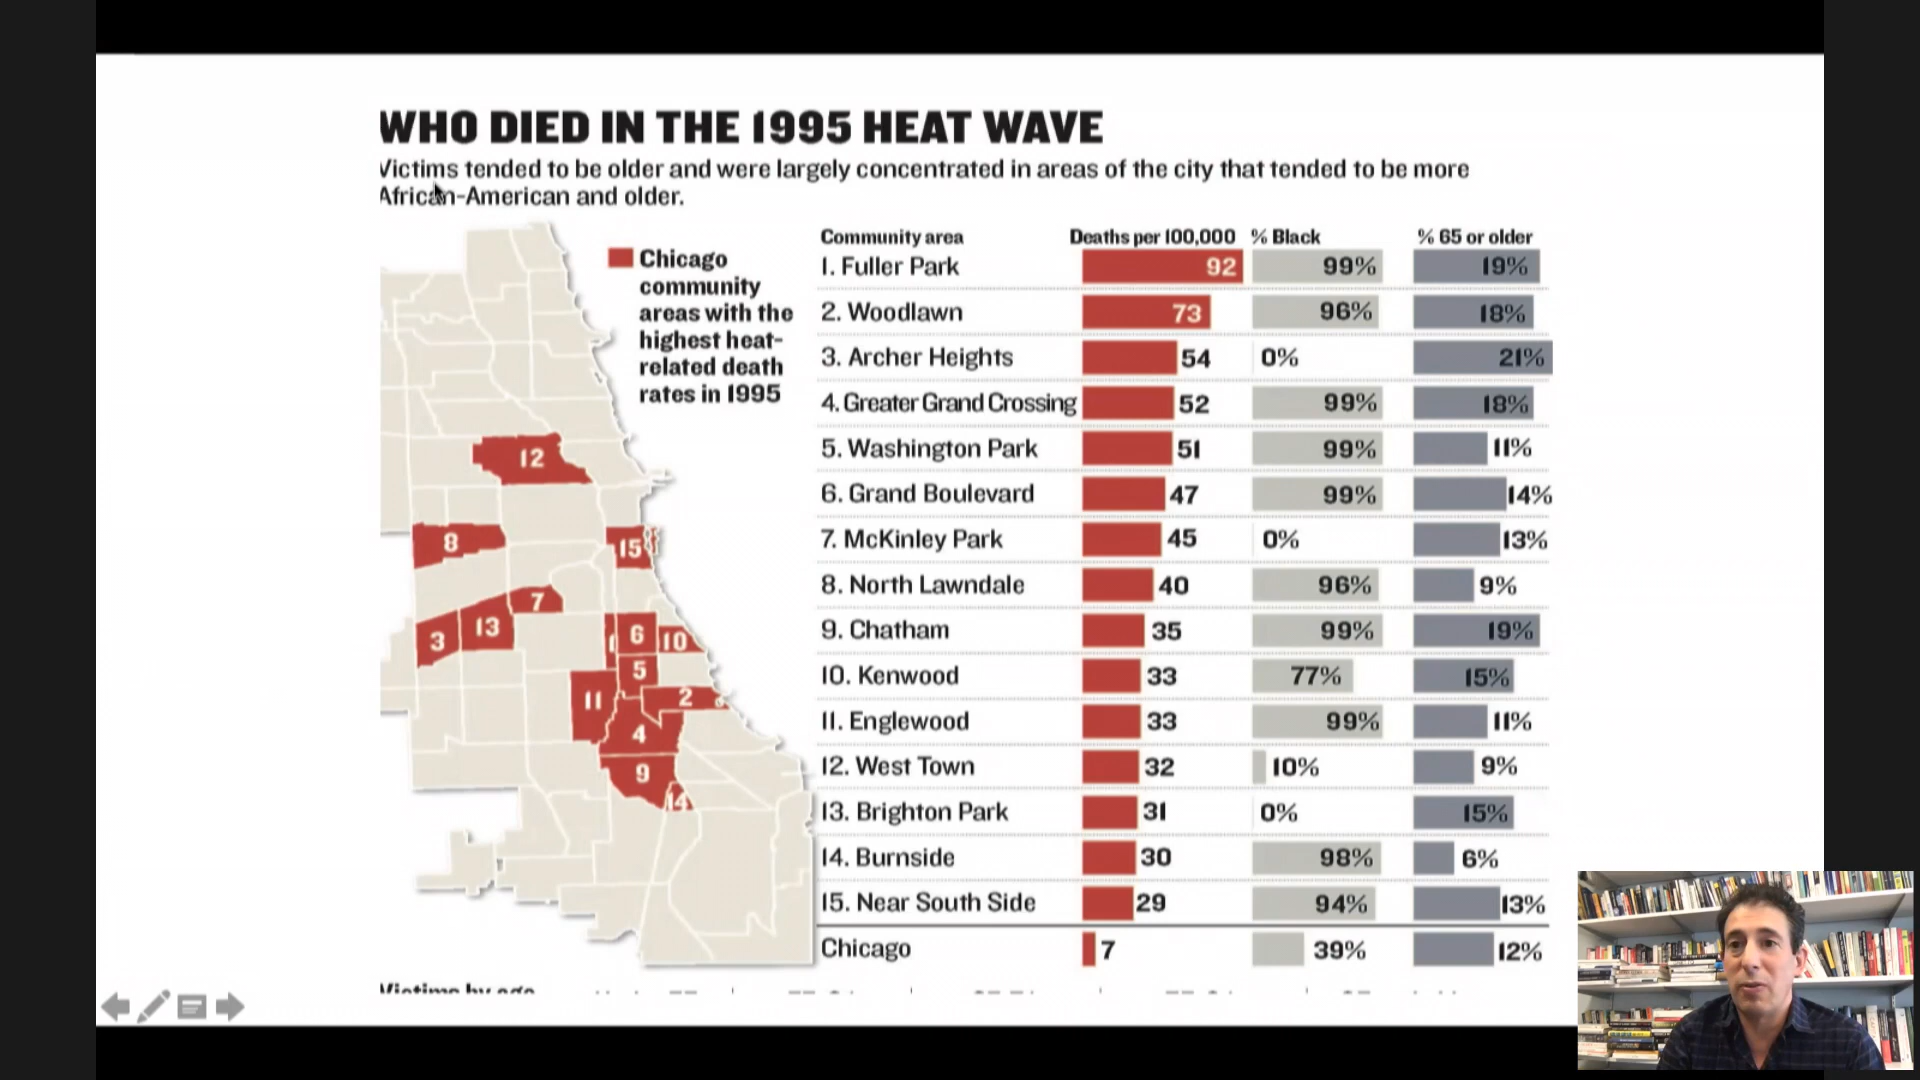 WHO DIED IN THE 1995 HEAT WAVE
Victims tended to be older and were largely concentrated in areas of the city that tended to be more
African-American and older.
Chicago
community
areas with the
highest heat-
related death
rates in 1995
12
8
15
7
13
3
6
10
1
5
11
2
4
9
14
Community area Deaths per 100,000 % Black % 65 or older
1. Fuller Park 92 99% 19%
2. Woodlawn 73 96% 18%
3. Archer Heights 54 0% 21%
4. Greater Grand Crossing 52 99% 18%
5. Washington Park 51 99% 11%
6. Grand Boulevard 47 99% 14%
7. McKinley Park 45 0% 13%
8. North Lawndale 40 96% 9%
9. Chatham 35 99% 19%
10. Kenwood 33 77% 15%
11. Englewood 33 99% 11%
12. West Town 32 10% 9%
13. Brighton Park 31 0% 15%
14. Burnside 30 98% 6%
15. Near South Side 29 94% 13%
Chicago 7 39% 12%
Victims by age